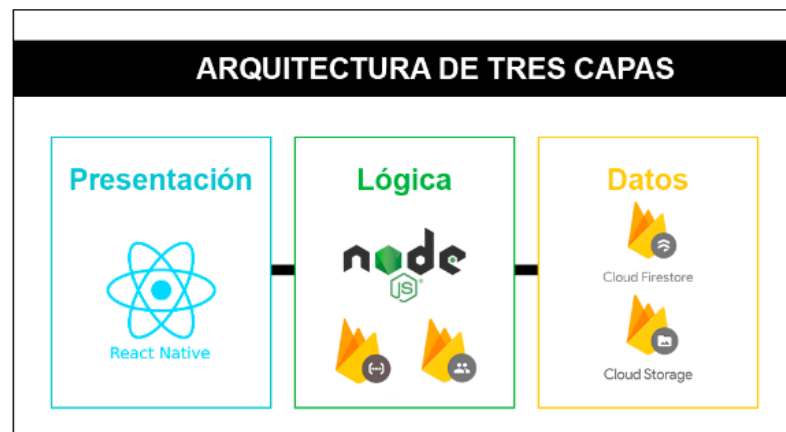 ARQUITECTURA DE TRES CAPAS
Presentación
React Native
Lógica
node
JS
Datos
Cloud Firestore
Cloud Storage